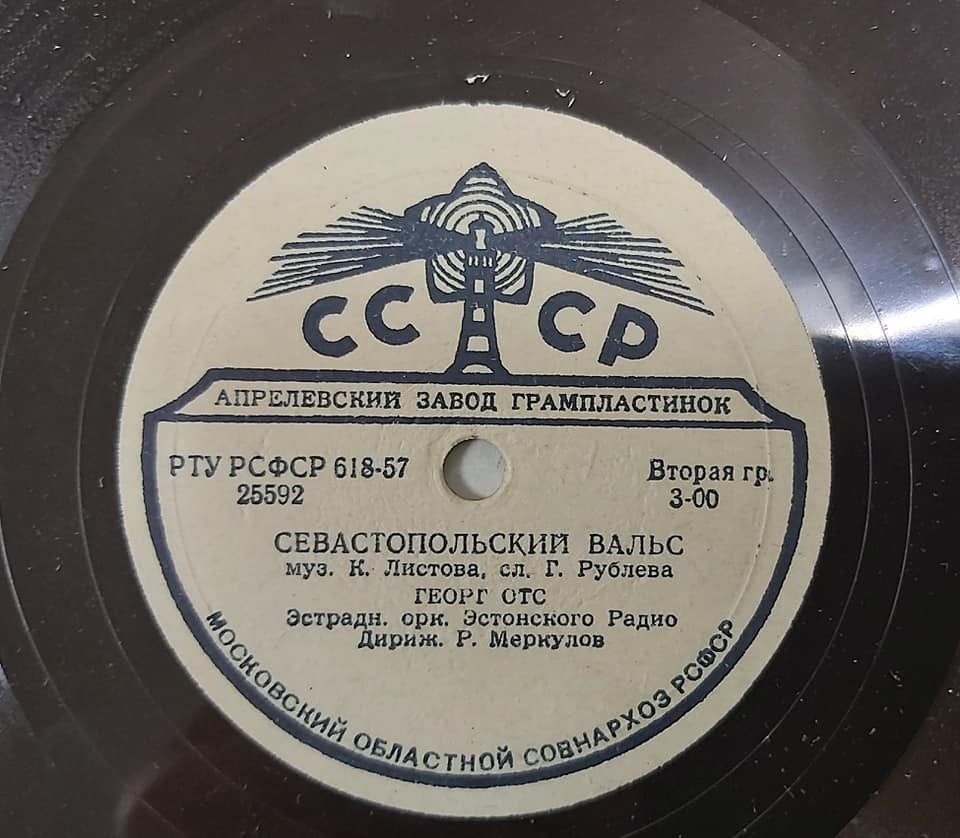 СССР
АПРЕЛЕВСКИЙ ЗАВОД ГРАМПЛАСТИНОК
РТУ РСФСР 618-57
25592
Вторая гр.
3-00
СЕВАСТОПОЛЬСКИЙ ВАЛЬС
муз. К. Листова, сл. Г. Рублева
ГЕОРГ ОТС
Эстрадн. орк. Эстонского Радио
Дириж. Р. Меркулов
МОСКОВСКИЙ ОБЛАСТНОЙ СОВНАРХОЗ РСФСР